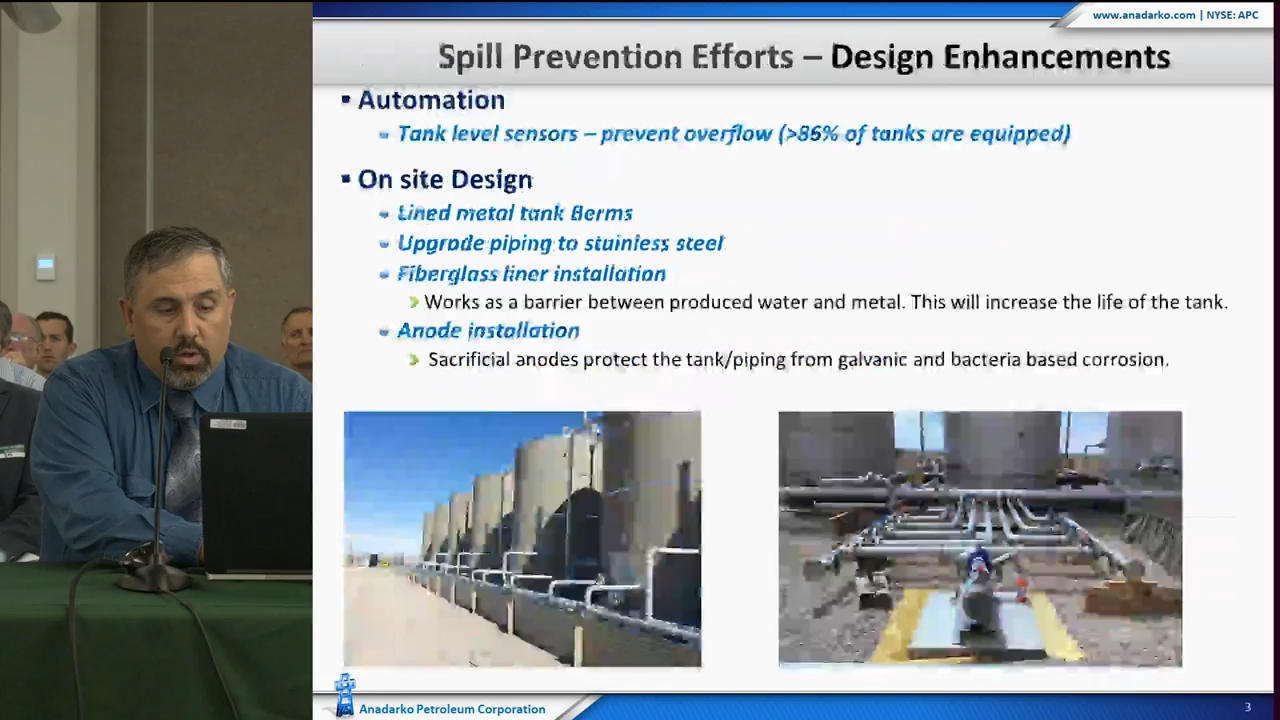 www.anadarko.com | NYSE: APC
Spill Prevention Efforts – Design Enhancements
▪ Automation
– Tank level sensors – prevent overflow (>86% of tanks are equipped)
▪ On site Design
– Lined metal tank Berms
– Upgrade piping to stainless steel
– Fiberglass liner installation
Works as a barrier between produced water and metal. This will increase the life of the tank.
– Anode installation
Sacrificial anodes protect the tank/piping from galvanic and bacteria based corrosion.
Anadarko Petroleum Corporation
3